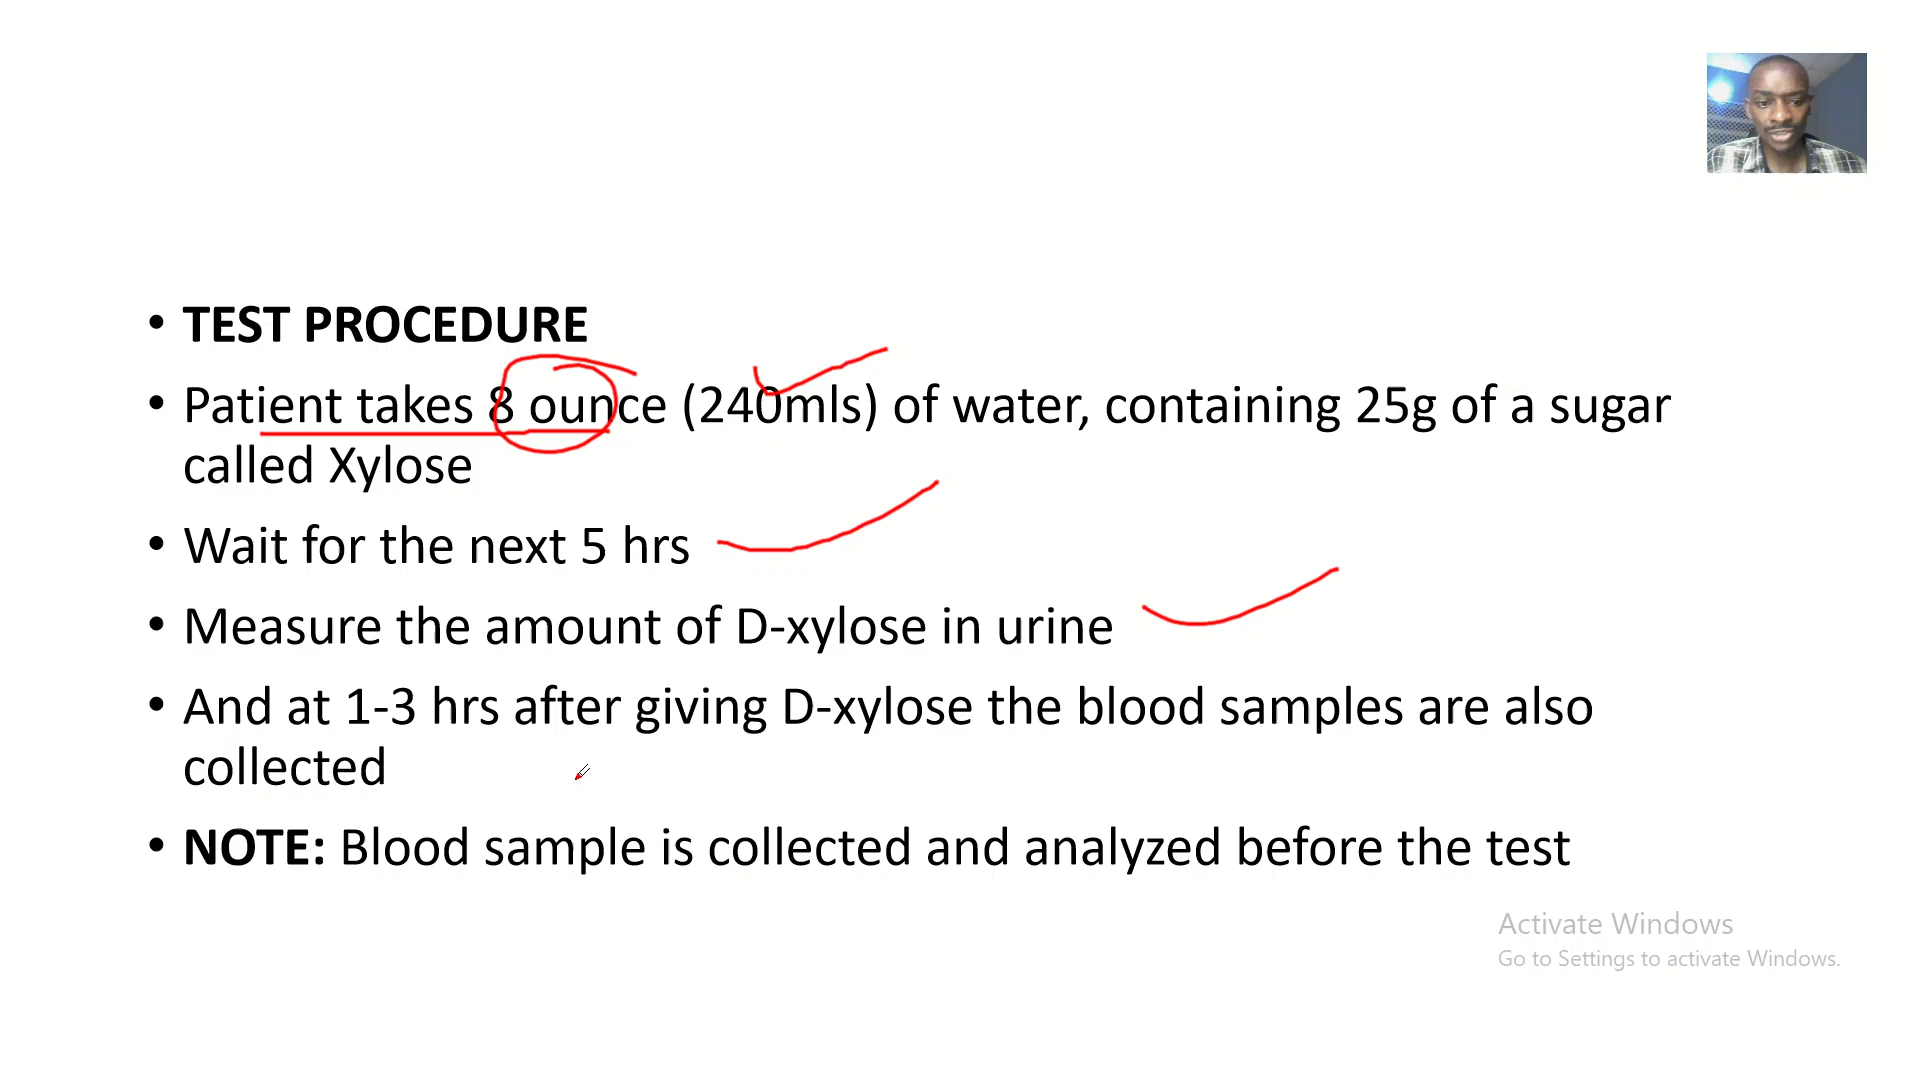 • TEST PROCEDURE
• Patient takes 8 ounce (240mls) of water, containing 25g of a sugar
called Xylose
• Wait for the next 5 hrs
• Measure the amount of D-xylose in urine
• And at 1-3 hrs after giving D-xylose the blood samples are also
collected
• NOTE: Blood sample is collected and analyzed before the test
Activate Windows
Go to Settings to activate Windows.